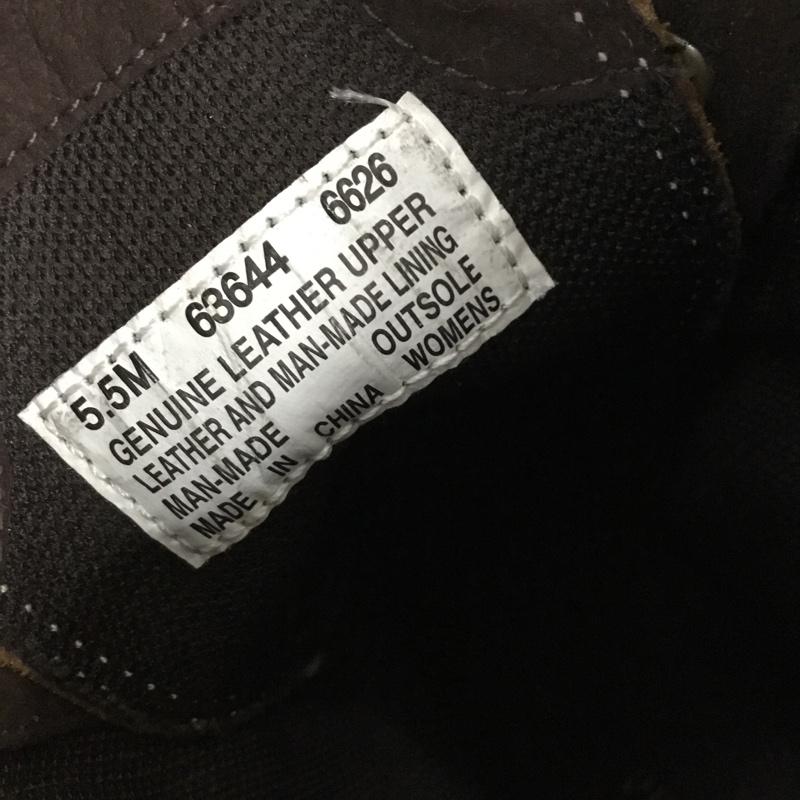 5.5M 63644 6626
GENUINE LEATHER UPPER
LEATHER AND MAN-MADE LINING
MAN-MADE OUTSOLE
MADE IN CHINA WOMENS